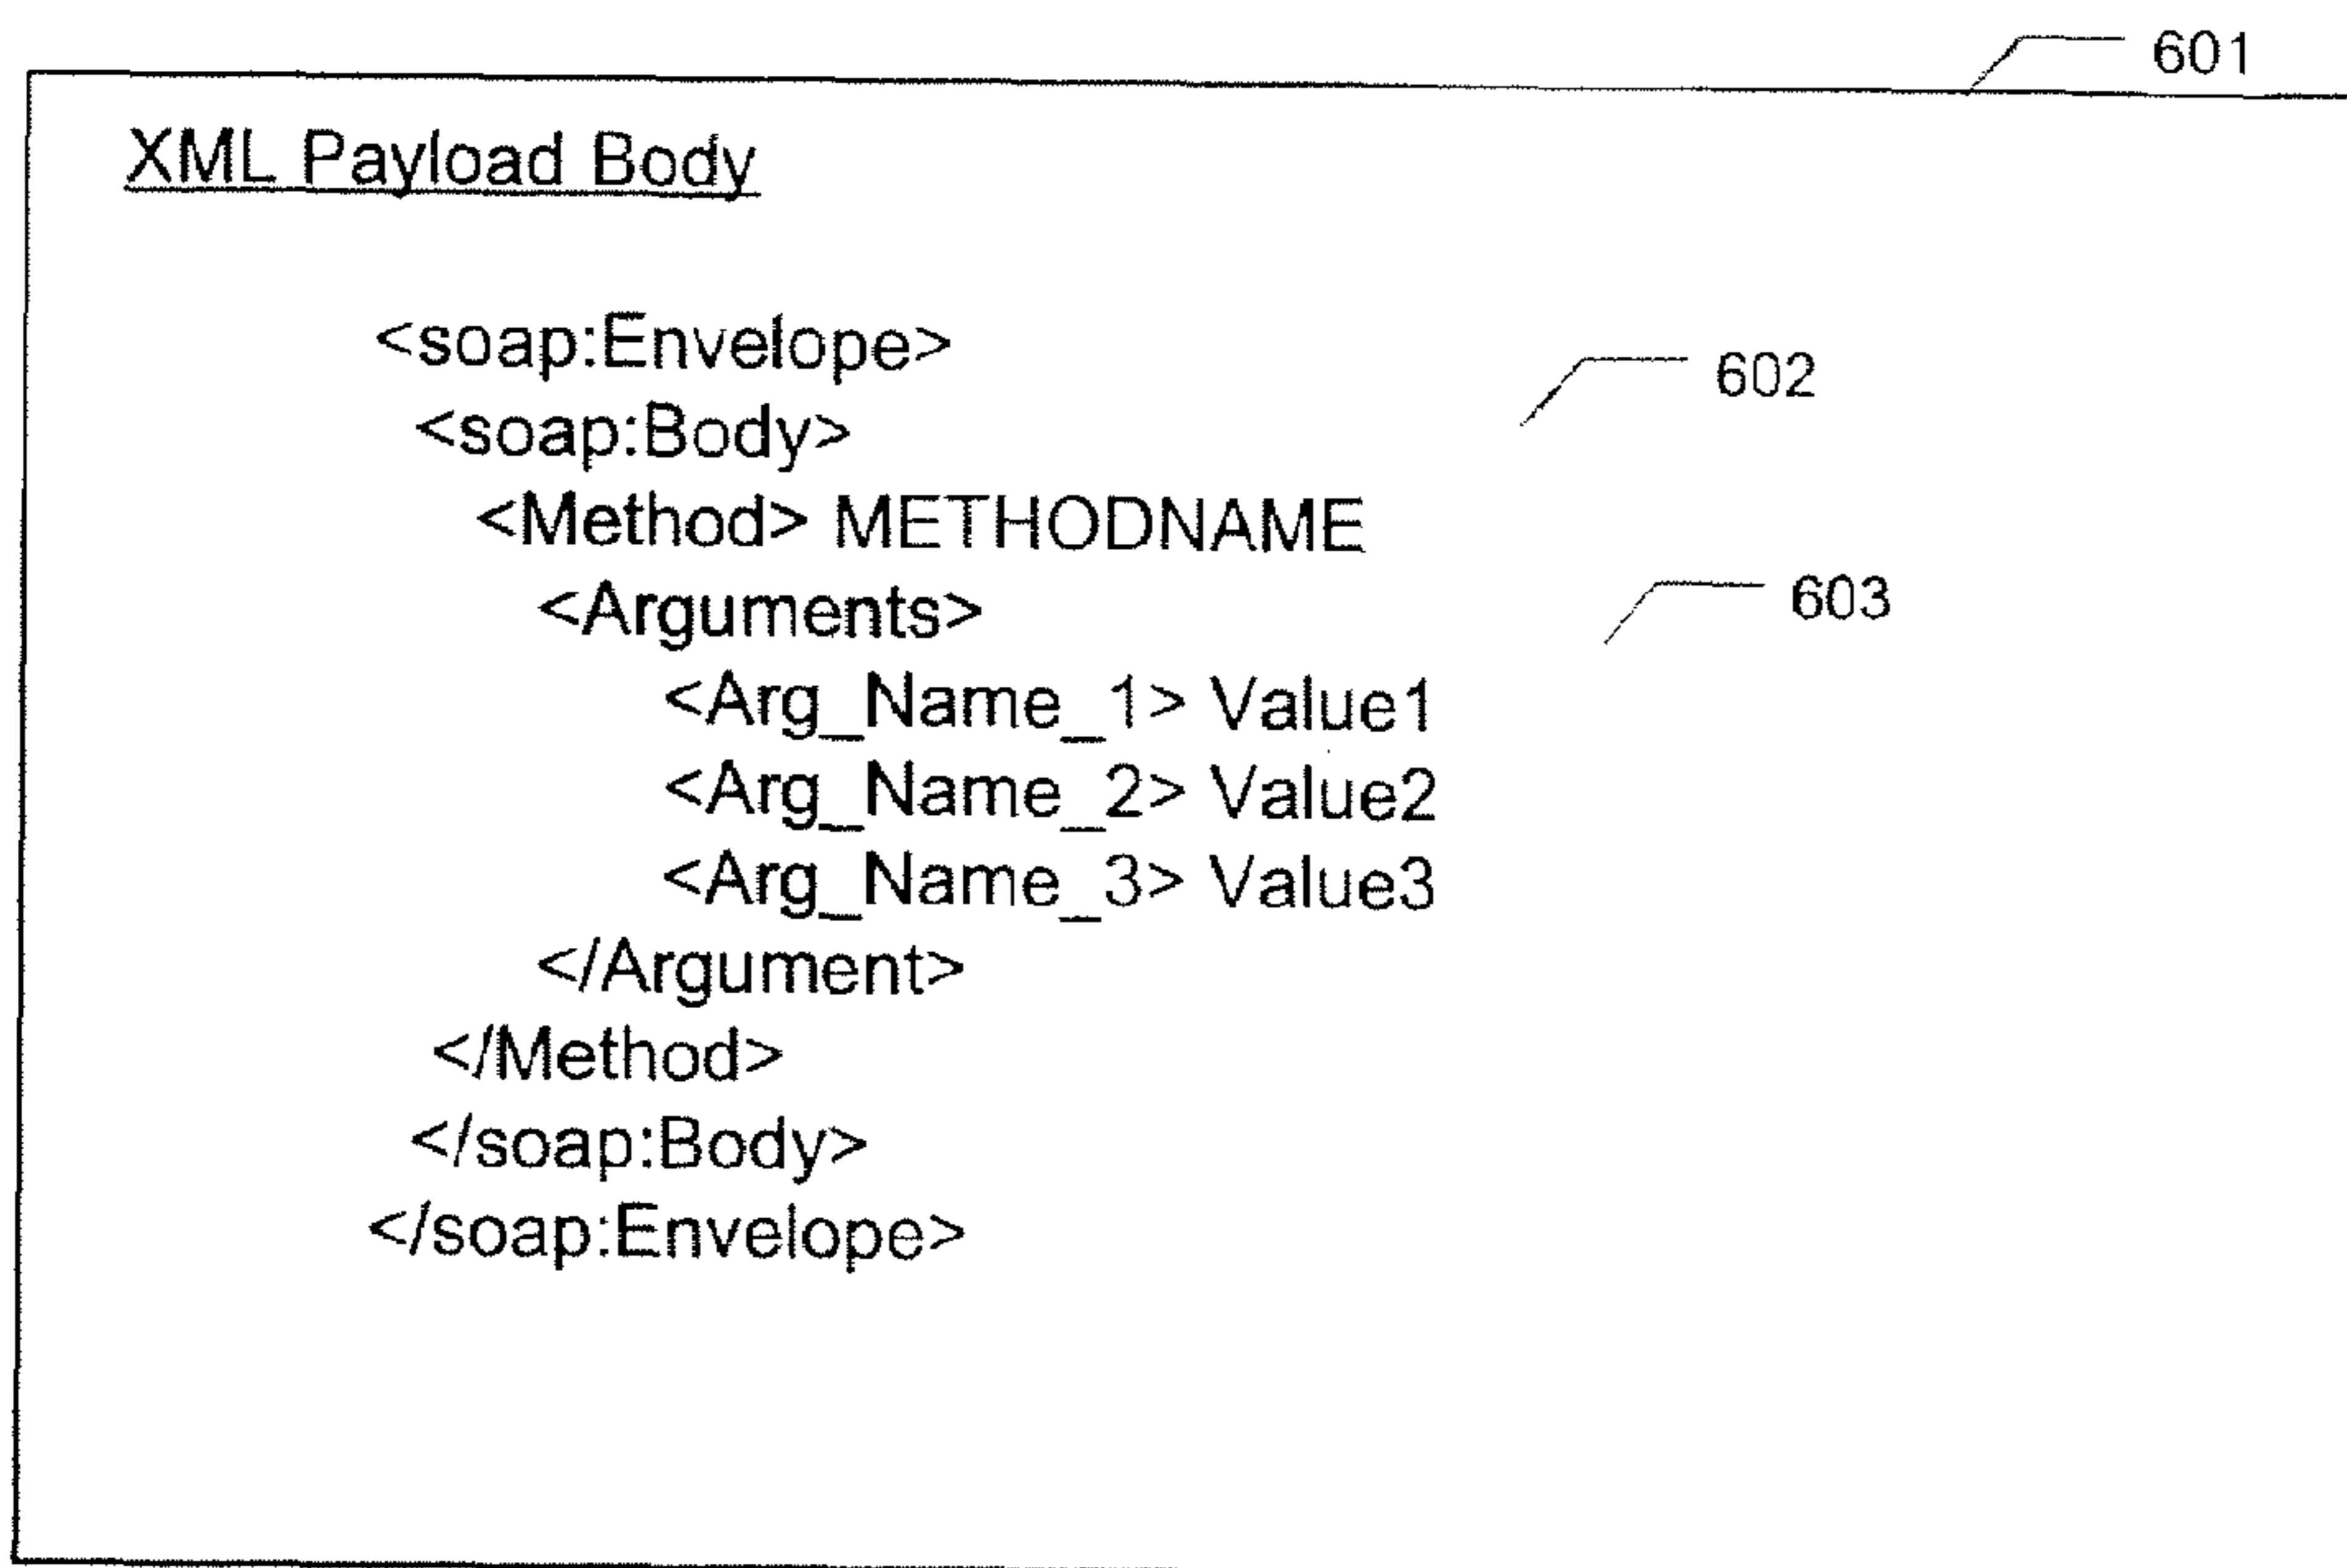 601
XML Payload Body
<soap:Envelope>
602
<soap:Body>
<Method> METHODNAME
603
<Arguments>
<Arg_Name_1> Value1
<Arg_Name_2> Value2
<Arg_Name_3> Value3
</Argument>
</Method>
</soap:Body>
</soap:Envelope>